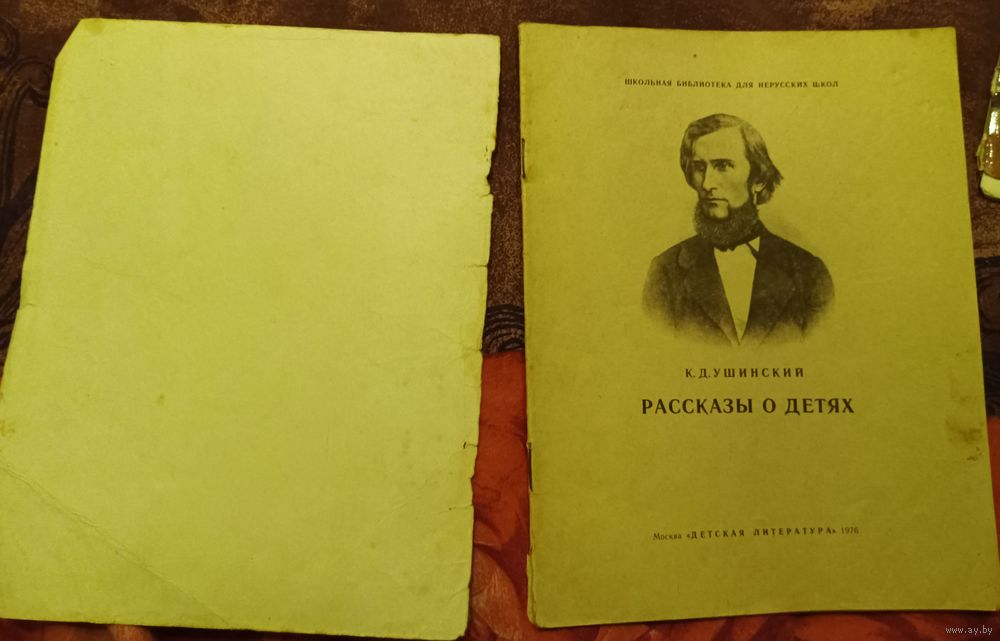 ШКОЛЬНАЯ БИБЛИОТЕКА ДЛЯ НЕРУССКИХ ШКОЛ
К. Д. УШИНСКИЙ
РАССКАЗЫ О ДЕТЯХ
Москва «ДЕТСКАЯ ЛИТЕРАТУРА» 1976
www.ay.by